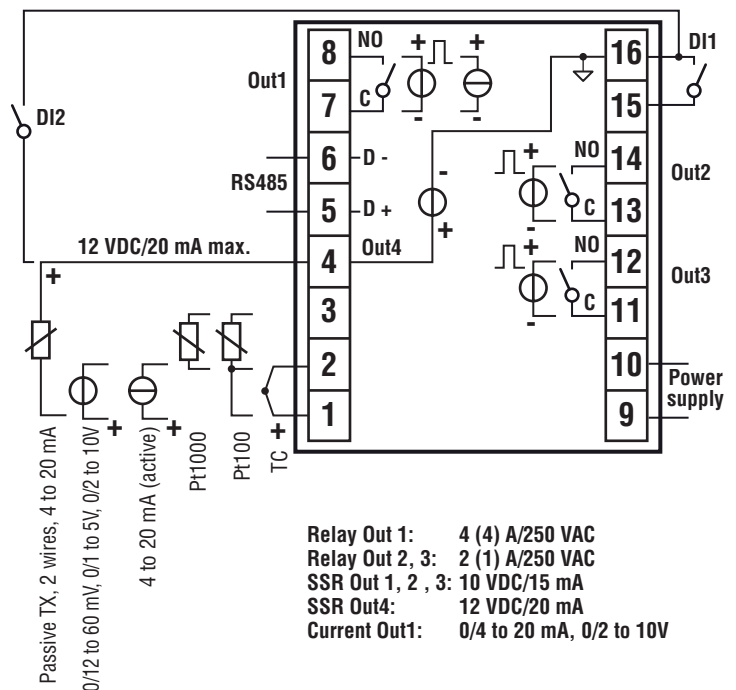 8
NO
+
+
16
DI1
Out1
7
C
-
-
15
DI2
6
D -
14
NO
+
-
C
Out2
RS485
5
D +
-
+
13
12 VDC/20 mA max.
4
Out4
12
NO
+
-
C
Out3
+
3
11
2
10
Power
supply
1
9
+
+
+
TC
Pt100
Pt1000
4 to 20 mA (active)
0/12 to 60 mV, 0/1 to 5V, 0/2 to 10V
Passive TX, 2 wires, 4 to 20 mA
Relay Out 1: 4 (4) A/250 VAC
Relay Out 2, 3: 2 (1) A/250 VAC
SSR Out 1, 2 , 3: 10 VDC/15 mA
SSR Out4: 12 VDC/20 mA
Current Out1: 0/4 to 20 mA, 0/2 to 10V